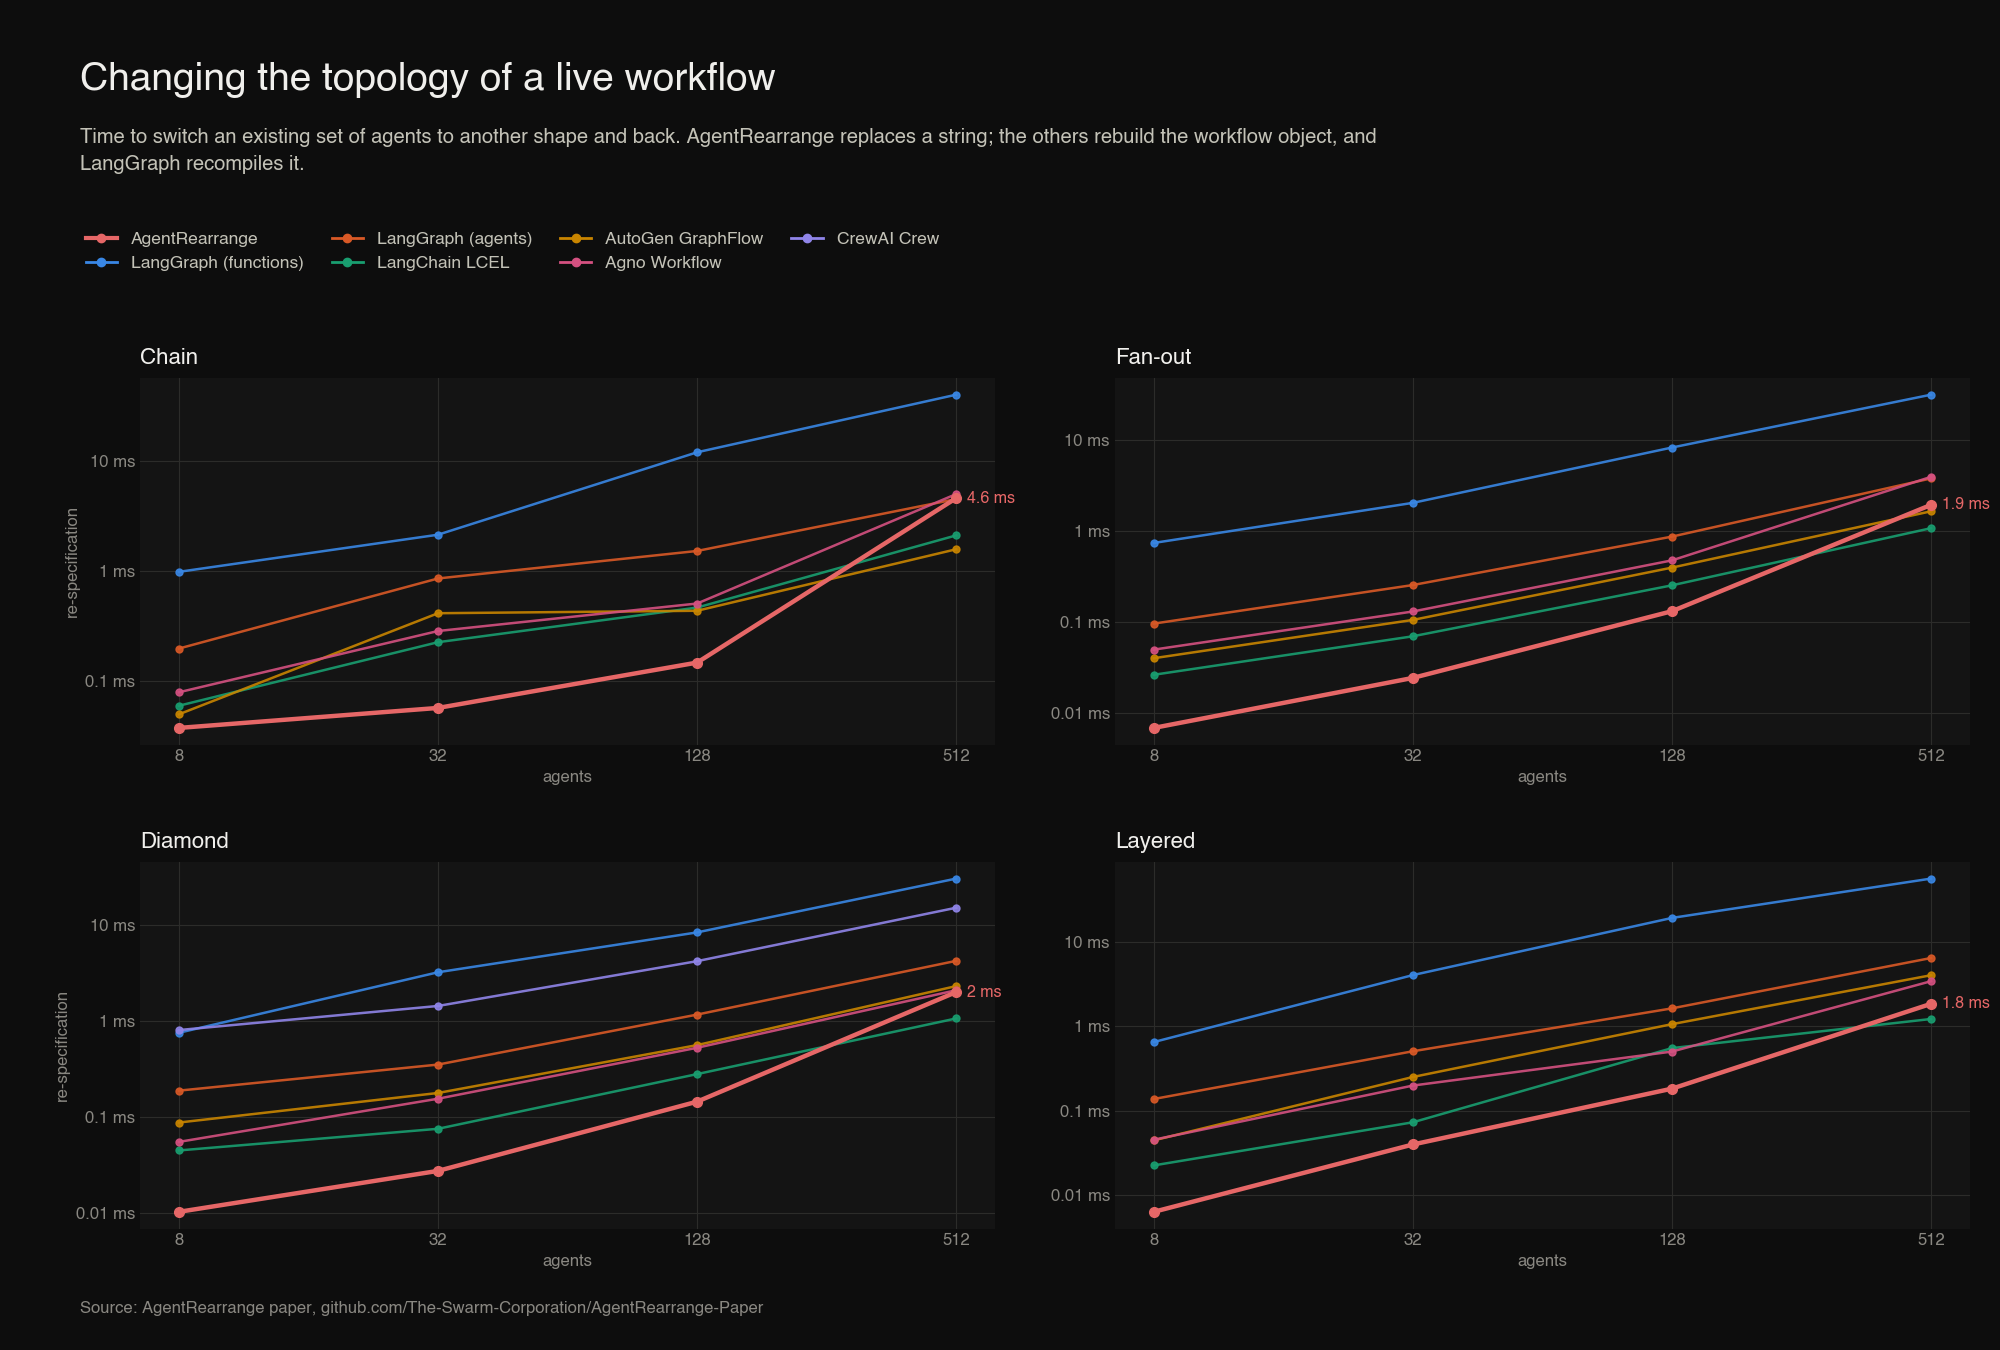 Changing the topology of a live workflow
Time to switch an existing set of agents to another shape and back. AgentRearrange replaces a string; the others rebuild the workflow object, and
LangGraph recompiles it.
AgentRearrange
LangGraph (agents)
AutoGen GraphFlow
CrewAI Crew
LangGraph (functions)
LangChain LCEL
Agno Workflow
Chain
10 ms
1 ms
0.1 ms
re-specification
4.6 ms
8
32
128
512
agents
Fan-out
10 ms
1 ms
0.1 ms
0.01 ms
1.9 ms
8
32
128
512
agents
Diamond
10 ms
1 ms
0.1 ms
0.01 ms
re-specification
2 ms
8
32
128
512
agents
Layered
10 ms
1 ms
0.1 ms
0.01 ms
1.8 ms
8
32
128
512
agents
Source: AgentRearrange paper, github.com/The-Swarm-Corporation/AgentRearrange-Paper